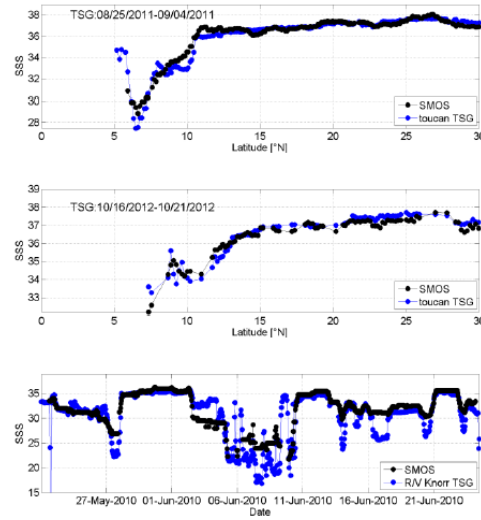 TSG:08/25/2011-09/04/2011
38
36
34
32
30
28
SSS
0 5 10 15 20 25 30
Latitude [°N]
SMOS
toucan TSG
TSG:10/16/2012-10/21/2012
39
38
37
36
35
34
33
SSS
0 5 10 15 20 25 30
Latitude [°N]
SMOS
toucan TSG
35
30
25
20
15
SSS
27-May-2010 01-Jun-2010 06-Jun-2010 11-Jun-2010 16-Jun-2010 21-Jun-2010
Date
SMOS
R/V Knorr TSG